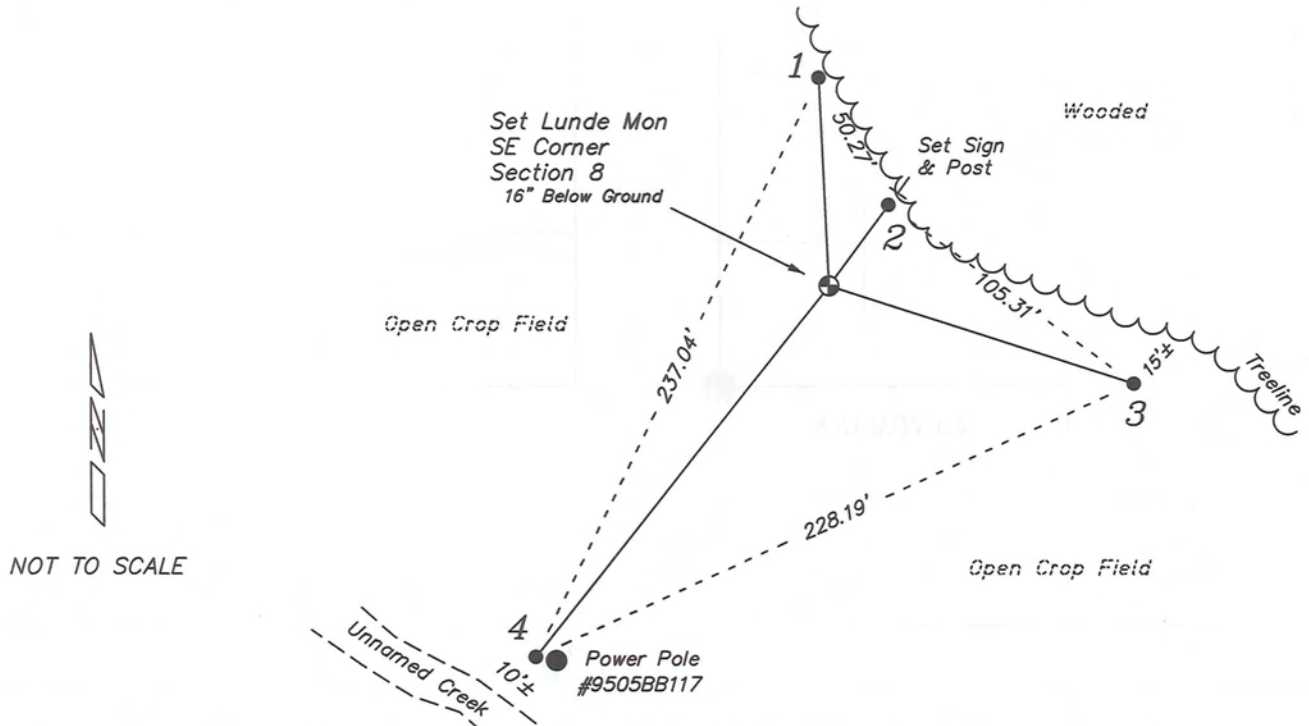 1
Wooded
50.27'
Set Lunde Mon
SE Corner
Section 8
16" Below Ground
Set Sign
& Post
2
105.31'
Open Crop Field
237.04'
15'±
Treeline
3
N
228.19'
NOT TO SCALE
Open Crop Field
4
Unnamed Creek
10'±
Power Pole
#9505BB117